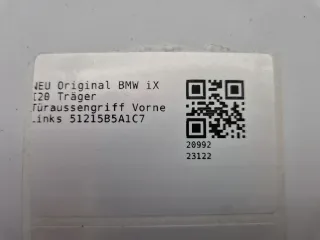 NEU Original BMW iX
I20 Träger
Türaussengriff Vorne
Links 51215B5A1C7
20992
23122